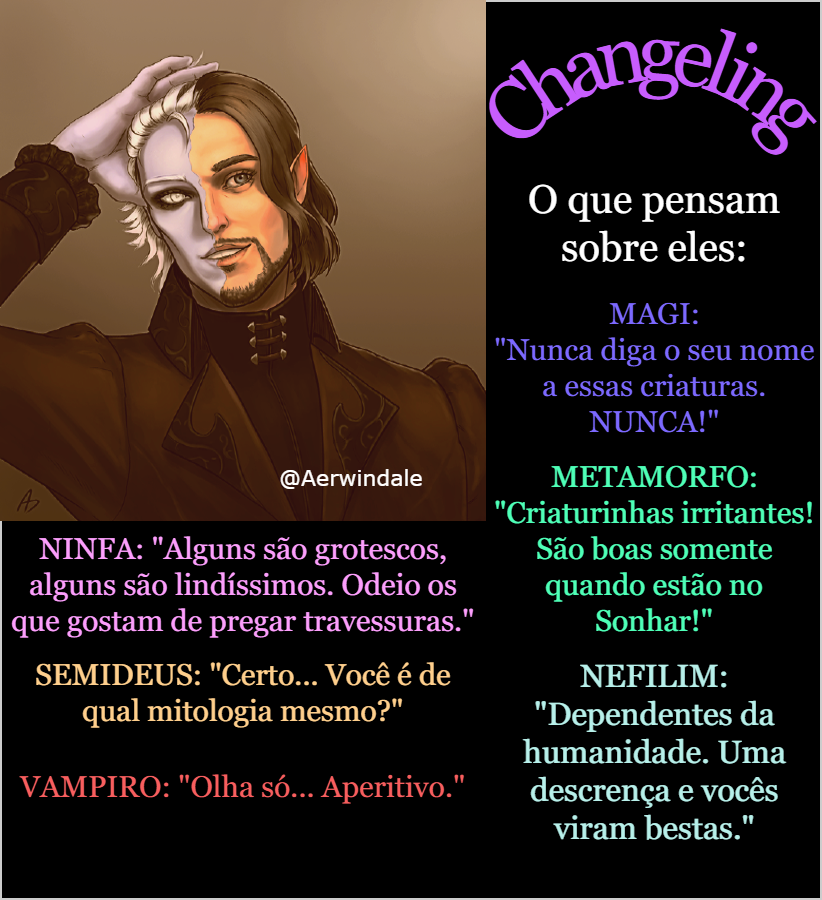 Changeling
O que pensam
sobre eles:
MAGI:
"Nunca diga o seu nome
a essas criaturas.
NUNCA!"
METAMORFO:
"Criaturinhas irritantes!
São boas somente
quando estão no
Sonhar!"
NEFILIM:
"Dependentes da
humanidade. Uma
descrença e vocês
viram bestas."
@Aerwindale
NINFA: "Alguns são grotescos,
alguns são lindíssimos. Odeio os
que gostam de pregar travessuras."
SEMIDEUS: "Certo... Você é de
qual mitologia mesmo?"
VAMPIRO: "Olha só... Aperitivo."